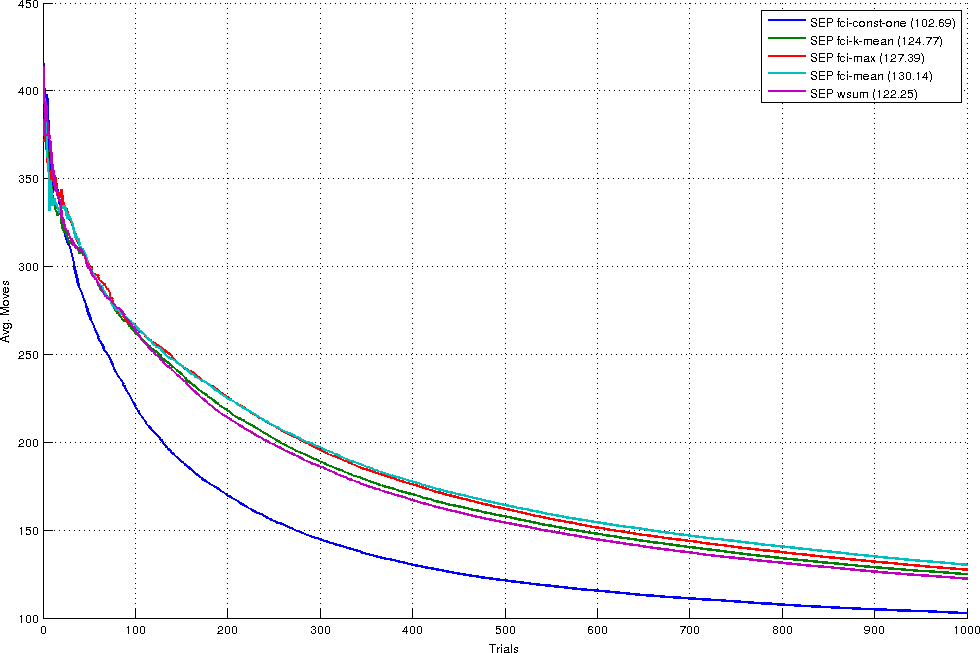 450
400
350
300
250
200
150
100
Avg. Moves
0
100
200
300
400
500
600
700
800
900
1000
Trials
SEP fci-const-one (102.69)
SEP fci-k-mean (124.77)
SEP fci-max (127.39)
SEP fci-mean (130.14)
SEP wsum (122.25)